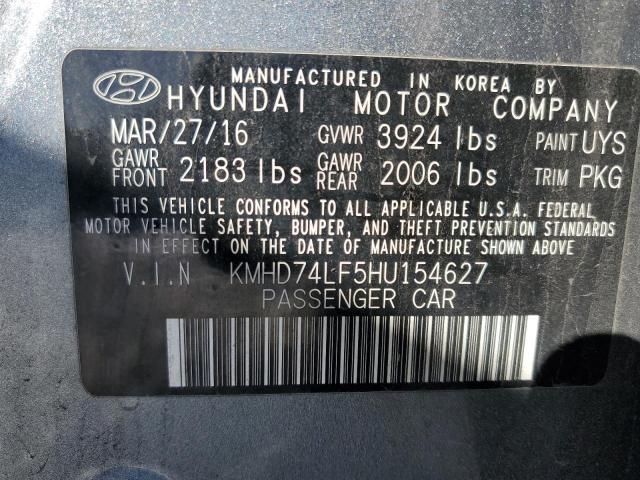 MANUFACTURED IN KOREA BY
HYUNDAI MOTOR COMPANY
MAR/27/16 GVWR 3924 lbs PAINT UYS
GAWR FRONT 2183 lbs GAWR REAR 2006 lbs TRIM PKG
THIS VEHICLE CONFORMS TO ALL APPLICABLE U.S.A. FEDERAL
MOTOR VEHICLE SAFETY, BUMPER, AND THEFT PREVENTION STANDARDS
IN EFFECT ON THE DATE OF MANUFACTURE SHOWN ABOVE
V.I.N KMHD74LF5HU154627
PASSENGER CAR